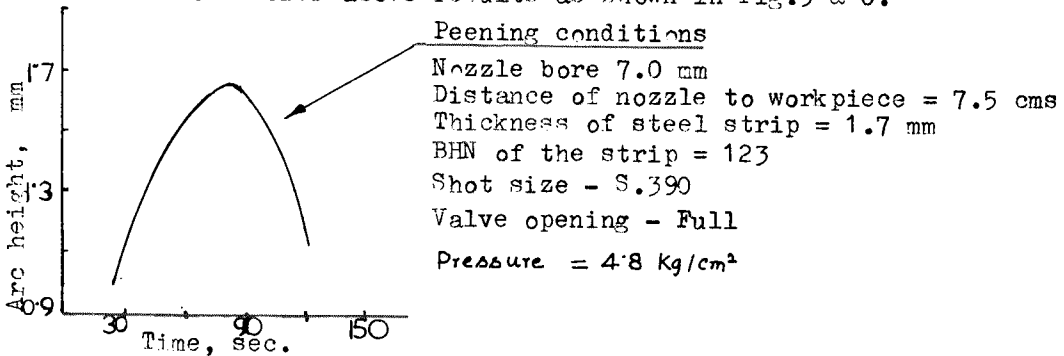 Peening conditions
Nozzle bore 7.0 mm
Distance of nozzle to workpiece = 7.5 cms
Thickness of steel strip = 1.7 mm
BHN of the strip = 123
Shot size - S.390
Valve opening - Full
Pressure = 4.8 Kg/cm²
Arc height, mm
1.7
1.3
0.9
30
90
150
Time, sec.